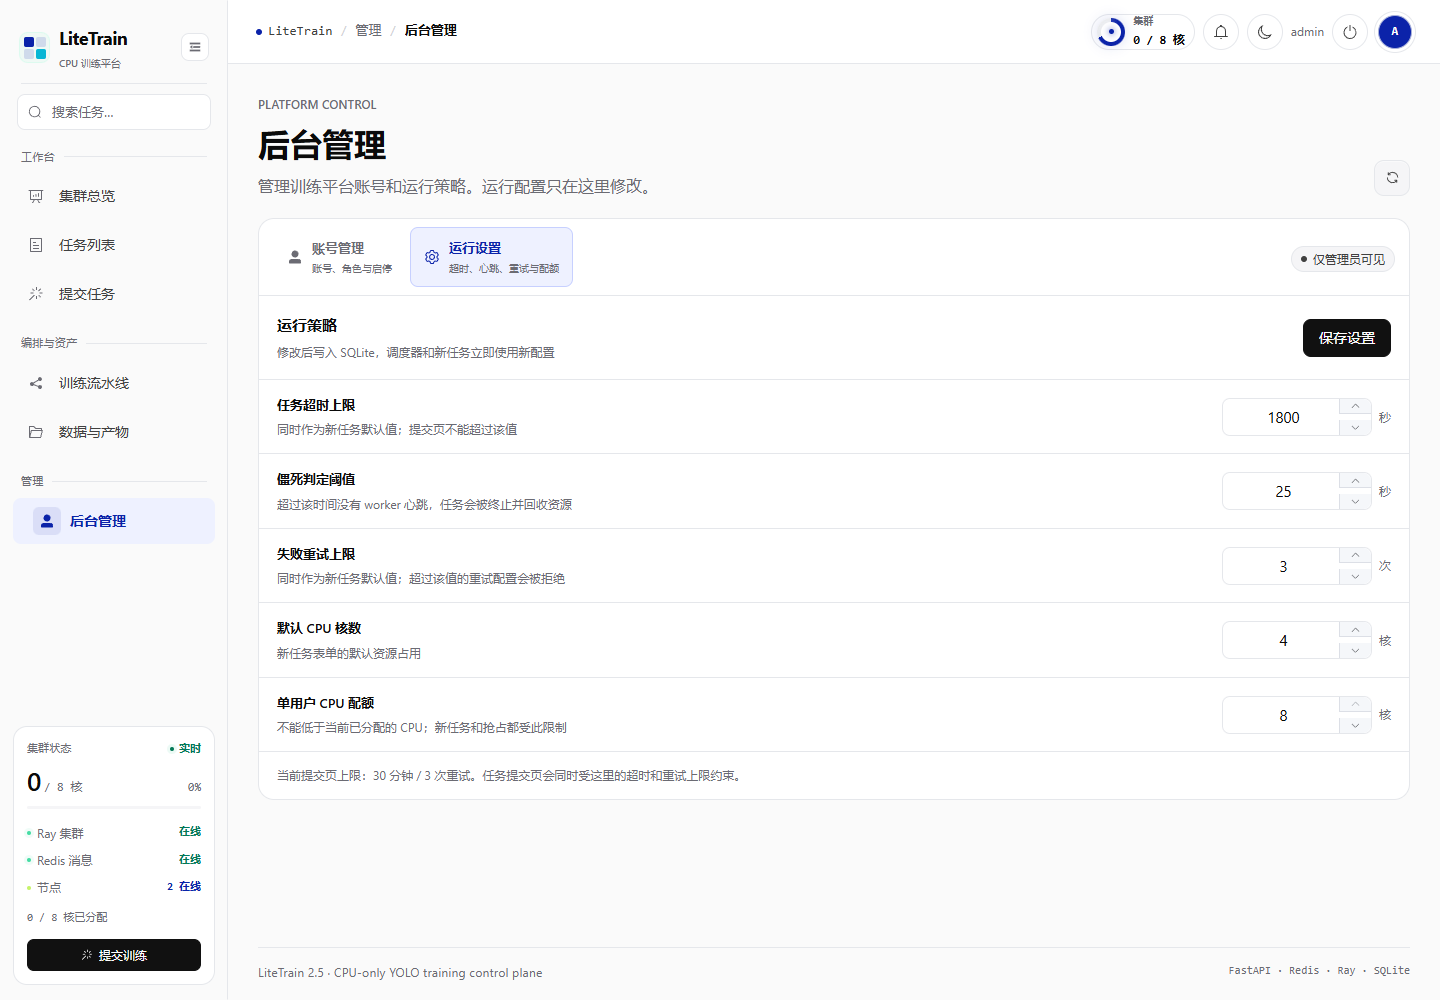 LiteTrain
CPU 训练平台
搜索任务...
工作台
集群总览
任务列表
提交任务
编排与资产
训练流水线
数据与产物
管理
后台管理
集群状态
实时
0 / 8 核
0%
Ray 集群
在线
Redis 消息
在线
节点
2 在线
0 / 8 核已分配
提交训练
LiteTrain / 管理 / 后台管理
集群
0 / 8 核
admin
A
PLATFORM CONTROL
后台管理
管理训练平台账号和运行策略。运行配置只在这里修改。
账号管理
账号、角色与启停
运行设置
超时、心跳、重试与配额
仅管理员可见
运行策略
修改后写入 SQLite，调度器和新任务立即使用新配置
保存设置
任务超时上限
同时作为新任务默认值；提交页不能超过该值
1800 秒
僵死判定阈值
超过该时间没有 worker 心跳，任务会被终止并回收资源
25 秒
失败重试上限
同时作为新任务默认值；超过该值的重试配置会被拒绝
3 次
默认 CPU 核数
新任务表单的默认资源占用
4 核
单用户 CPU 配额
不能低于当前已分配的 CPU；新任务和抢占都受此限制
8 核
当前提交页上限：30 分钟 / 3 次重试。任务提交页会同时受这里的超时和重试上限约束。
LiteTrain 2.5 · CPU-only YOLO training control plane
FastAPI · Redis · Ray · SQLite